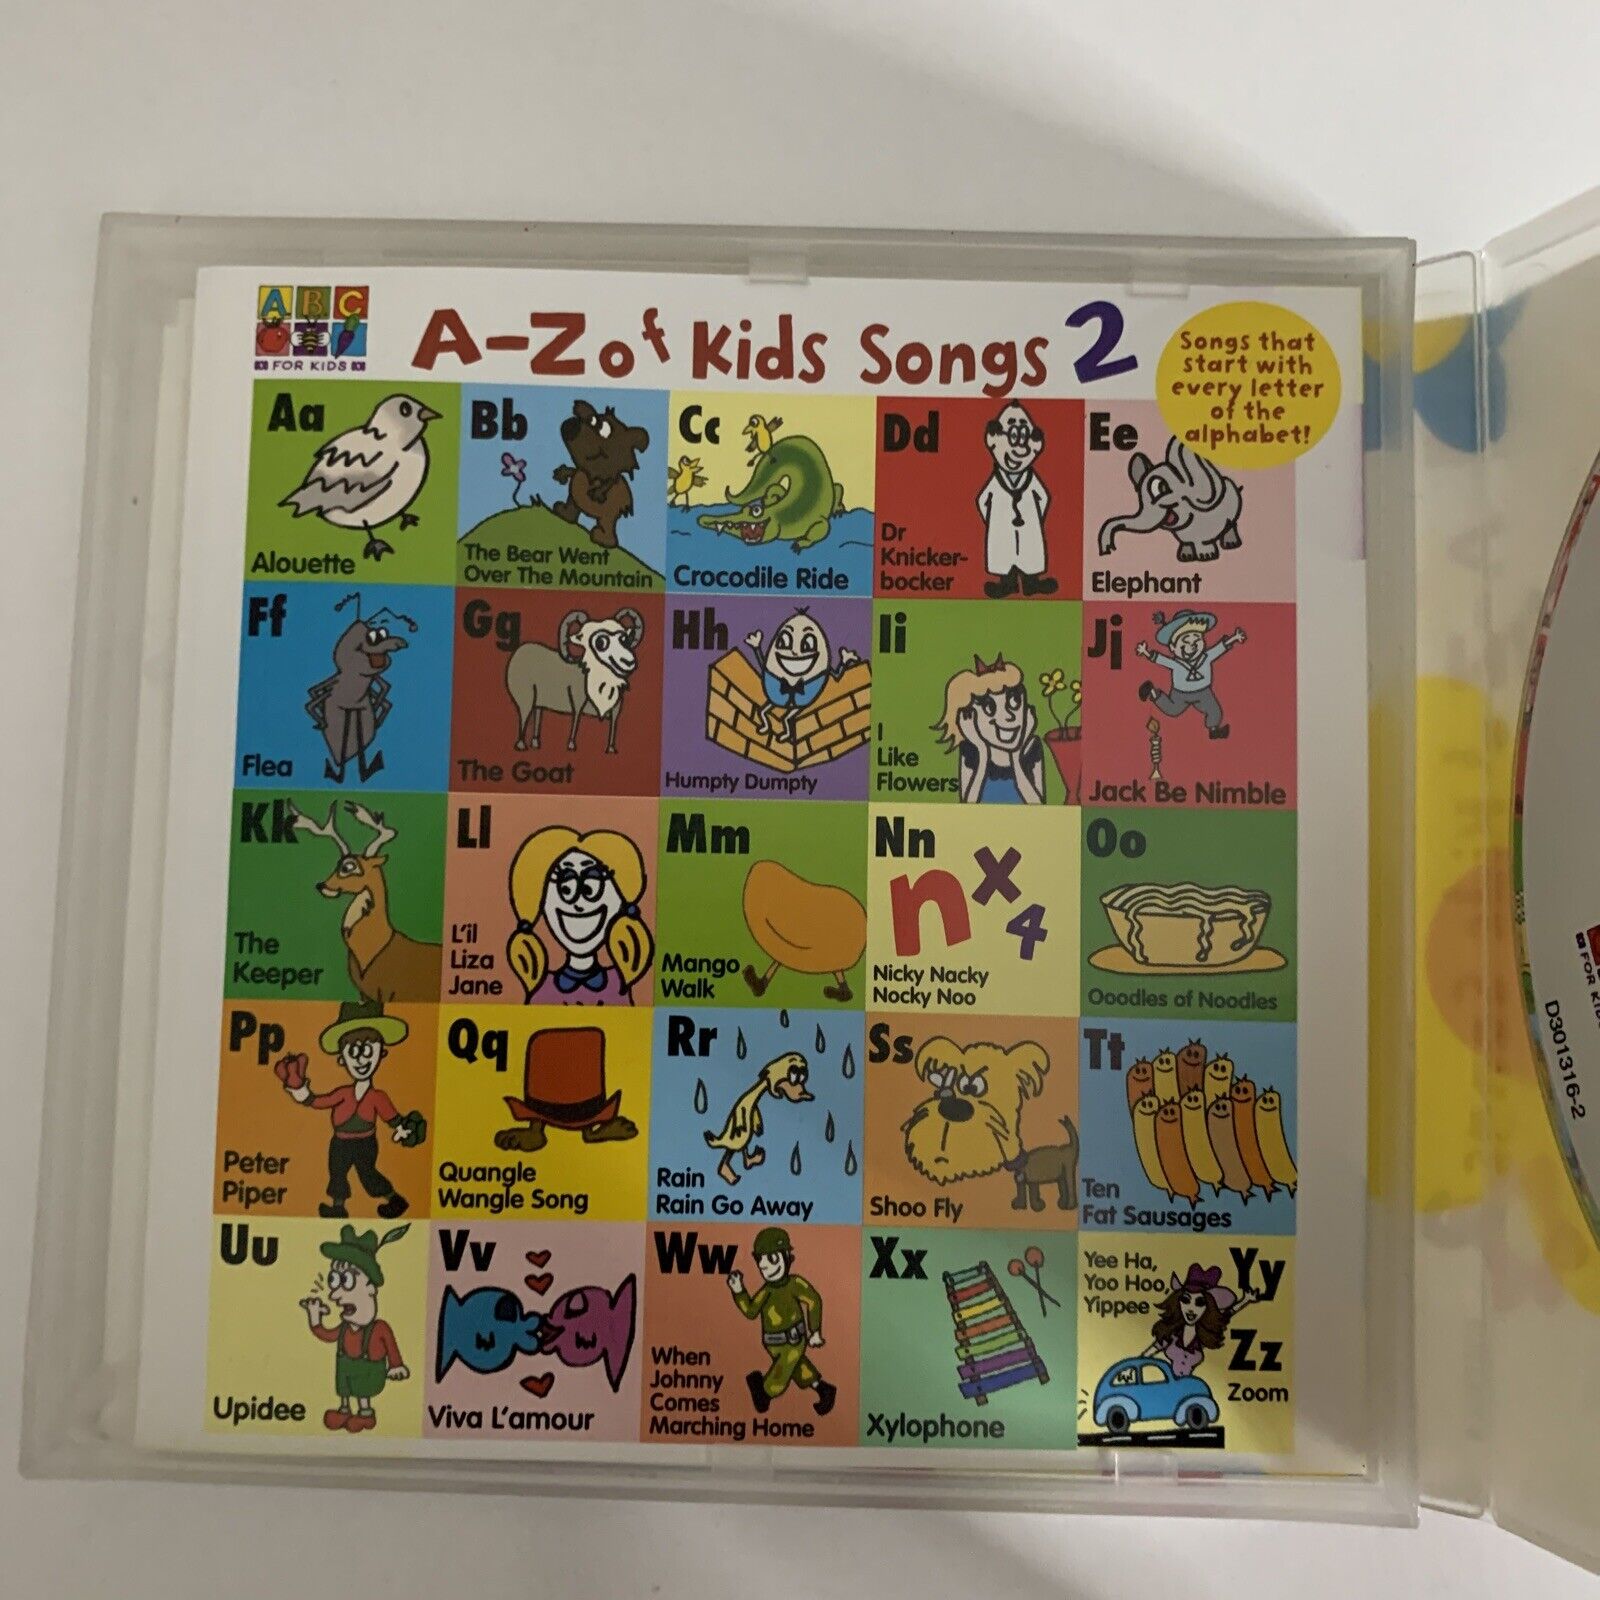 A B C
FOR KIDS
A-Z of Kids Songs 2
Songs that
start with
every letter
of the
alphabet!
Aa
Alouette
Bb
The Bear Went
Over The Mountain
Cc
Crocodile Ride
Dd
Dr
Knicker-
bocker
Ee
Elephant
Ff
Flea
Gg
The Goat
Hh
Humpty Dumpty
Ii
I
Like
Flowers
Jj
Jack Be Nimble
Kk
The
Keeper
Ll
L'il
Liza
Jane
Mm
Mango
Walk
Nn
n x 4
Nicky Nacky
Nocky Noo
Oo
Ooodles of Noodles
Pp
Peter
Piper
Qq
Quangle
Wangle Song
Rr
Rain
Rain Go Away
Ss
Shoo Fly
Tt
Ten
Fat Sausages
Uu
Upidee
Vv
Viva L'amour
Ww
When
Johnny
Comes
Marching Home
Xx
Xylophone
Yee Ha,
Yoo Hoo,
Yippee
Yy
Zz
Zoom
FOR KIDS
D301316-2